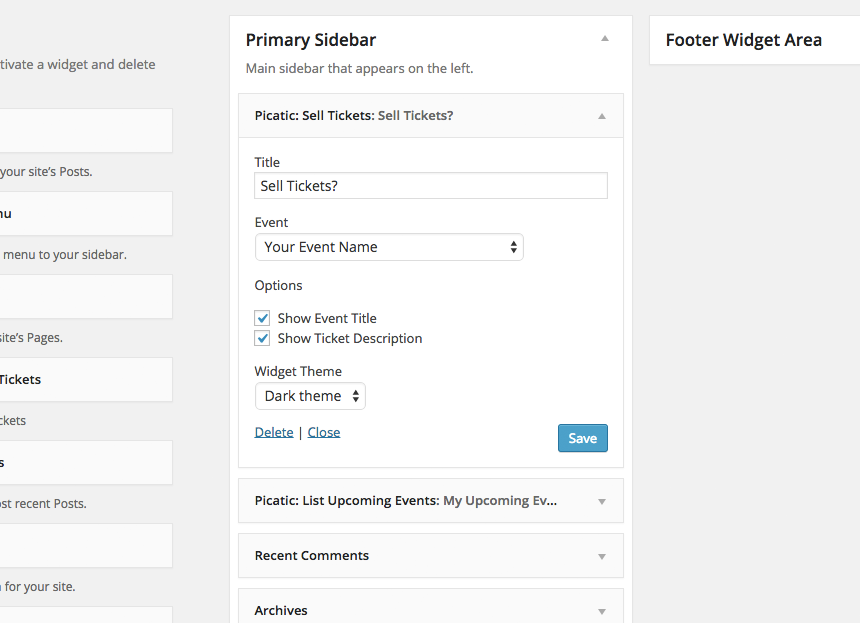 tivate a widget and delete
your site's Posts.
nu
menu to your sidebar.
site's Pages.
Tickets
ckets
s
ost recent Posts.
for your site.
Primary Sidebar
Main sidebar that appears on the left.
Picatic: Sell Tickets: Sell Tickets?
Title
Sell Tickets?
Event
Your Event Name
Options
Show Event Title
Show Ticket Description
Widget Theme
Dark theme
Delete | Close
Save
Picatic: List Upcoming Events: My Upcoming Ev...
Recent Comments
Archives
Footer Widget Area